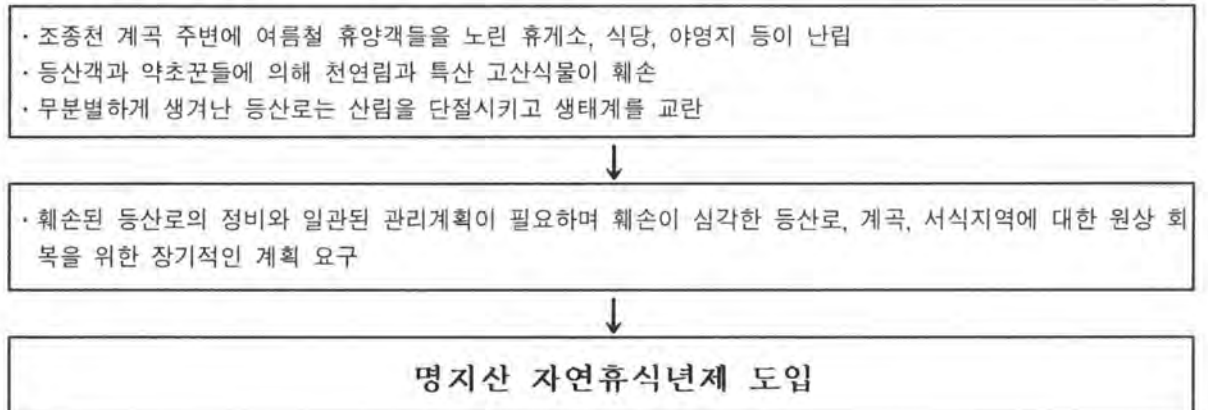 · 조종천 계곡 주변에 여름철 휴양객들을 노린 휴게소, 식당, 야영지 등이 난립
· 등산객과 약초꾼들에 의해 천연림과 특산 고산식물이 훼손
· 무분별하게 생겨난 등산로는 산림을 단절시키고 생태계를 교란
↓
· 훼손된 등산로의 정비와 일관된 관리계획이 필요하며 훼손이 심각한 등산로, 계곡, 서식지역에 대한 원상 회
복을 위한 장기적인 계획 요구
↓
명지산 자연휴식년제 도입